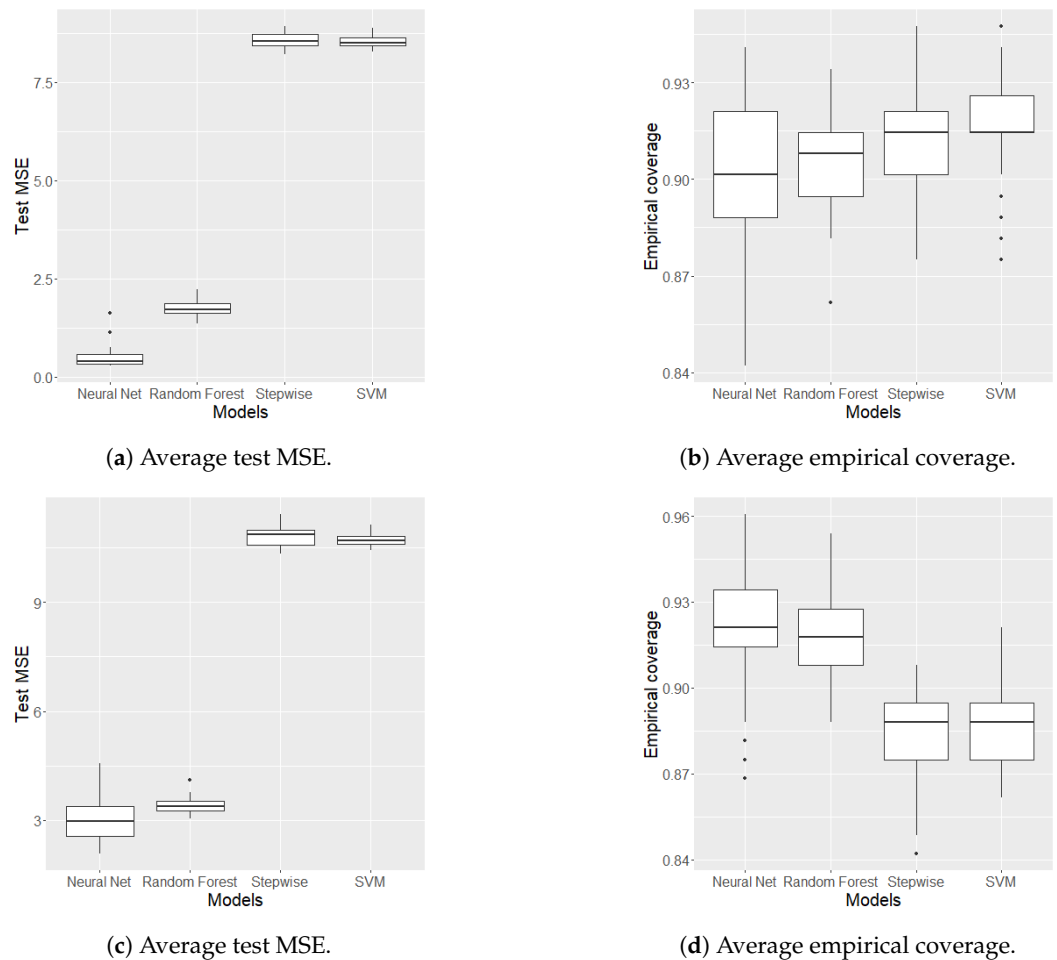 Test MSE
7.5
5.0
2.5
0.0
Neural Net Random Forest Stepwise SVM
Models
(a) Average test MSE.
Empirical coverage
0.93
0.90
0.87
0.84
Neural Net Random Forest Stepwise SVM
Models
(b) Average empirical coverage.
Test MSE
9
6
3
Neural Net Random Forest Stepwise SVM
Models
(c) Average test MSE.
Empirical coverage
0.96
0.93
0.90
0.87
0.84
Neural Net Random Forest Stepwise SVM
Models
(d) Average empirical coverage.